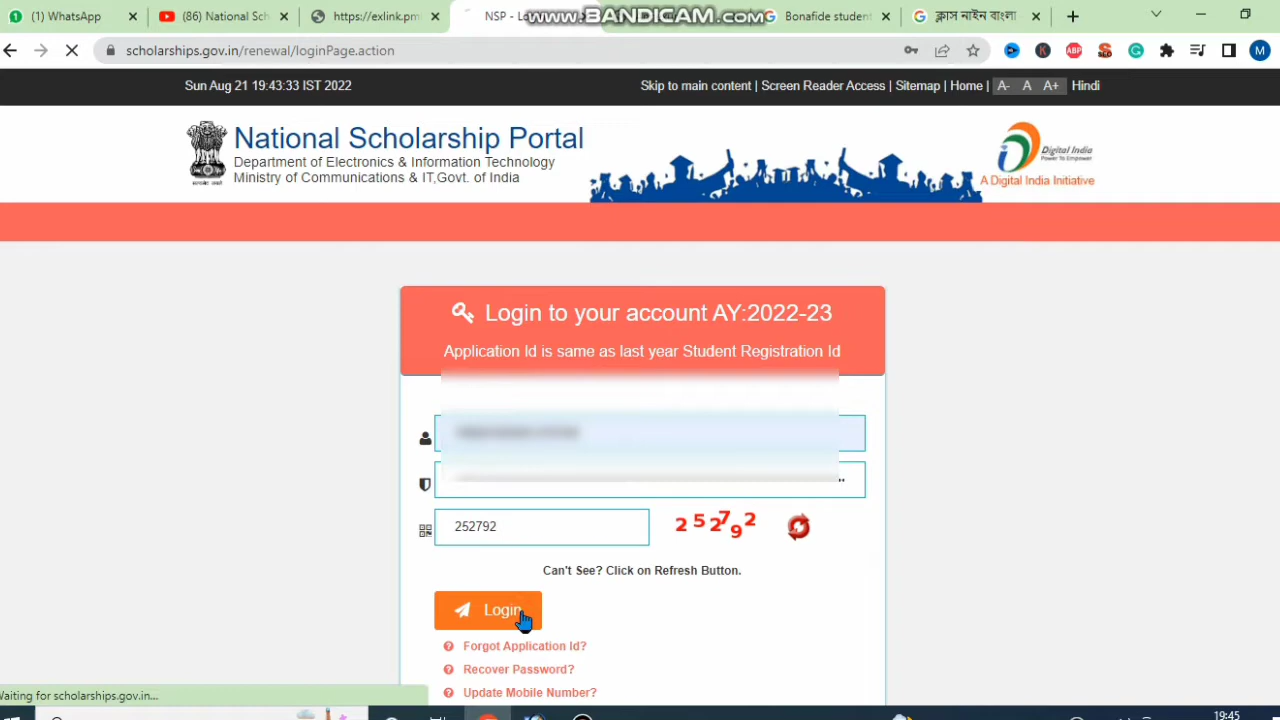 (1) WhatsApp
(86) National Sch
https://exlink.pm
NSP - Lo
www.BANDICAM.com
Bonafide student
ক্লাস নাইন বাংলা
scholarships.gov.in/renewal/loginPage.action
ABP
SEO
K
G
M
Sun Aug 21 19:43:33 IST 2022
Skip to main content | Screen Reader Access | Sitemap | Home | A- A A+ Hindi
National Scholarship Portal
Department of Electronics & Information Technology
Ministry of Communications & IT,Govt. of India
Digital India
Power To Empower
A Digital India Initiative
Login to your account AY:2022-23
Application Id is same as last year Student Registration Id
252792
252792
Can't See? Click on Refresh Button.
Login
Forgot Application Id?
Recover Password?
Update Mobile Number?
Waiting for scholarships.gov.in...
19:45